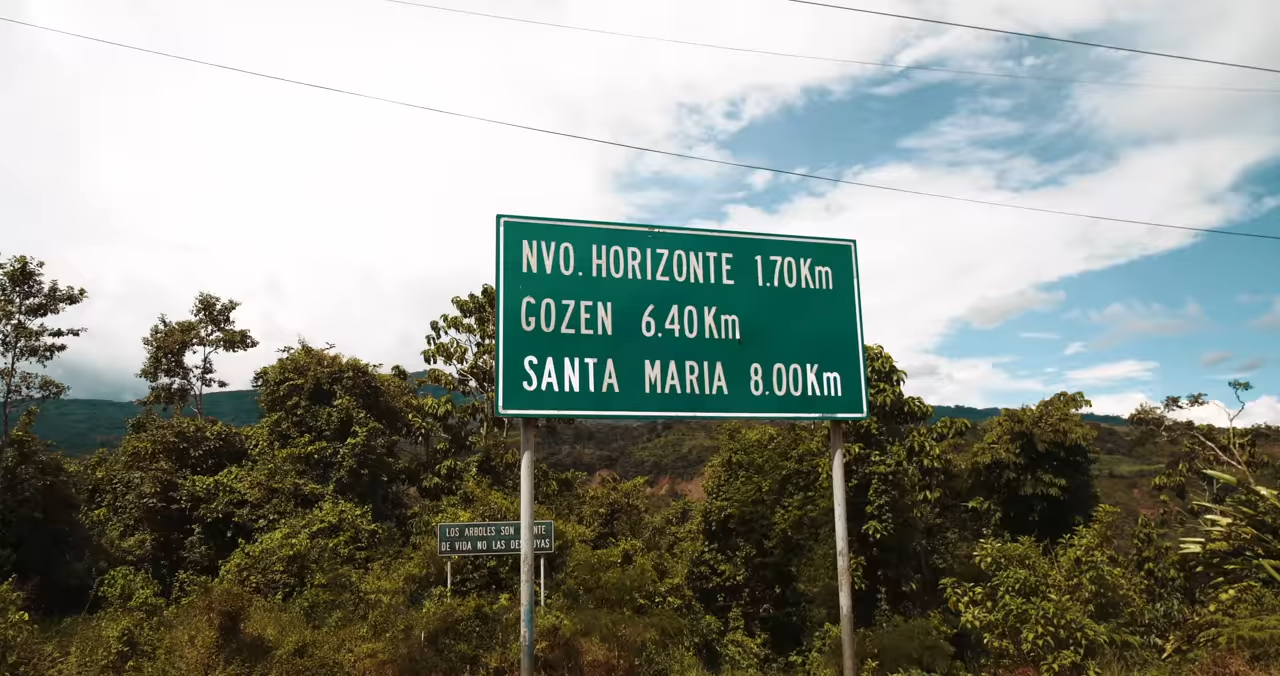 NVO. HORIZONTE 1.70Km
GOZEN 6.40Km
SANTA MARIA 8.00Km
LOS ARBOLES SON
DE VIDA NO LAS